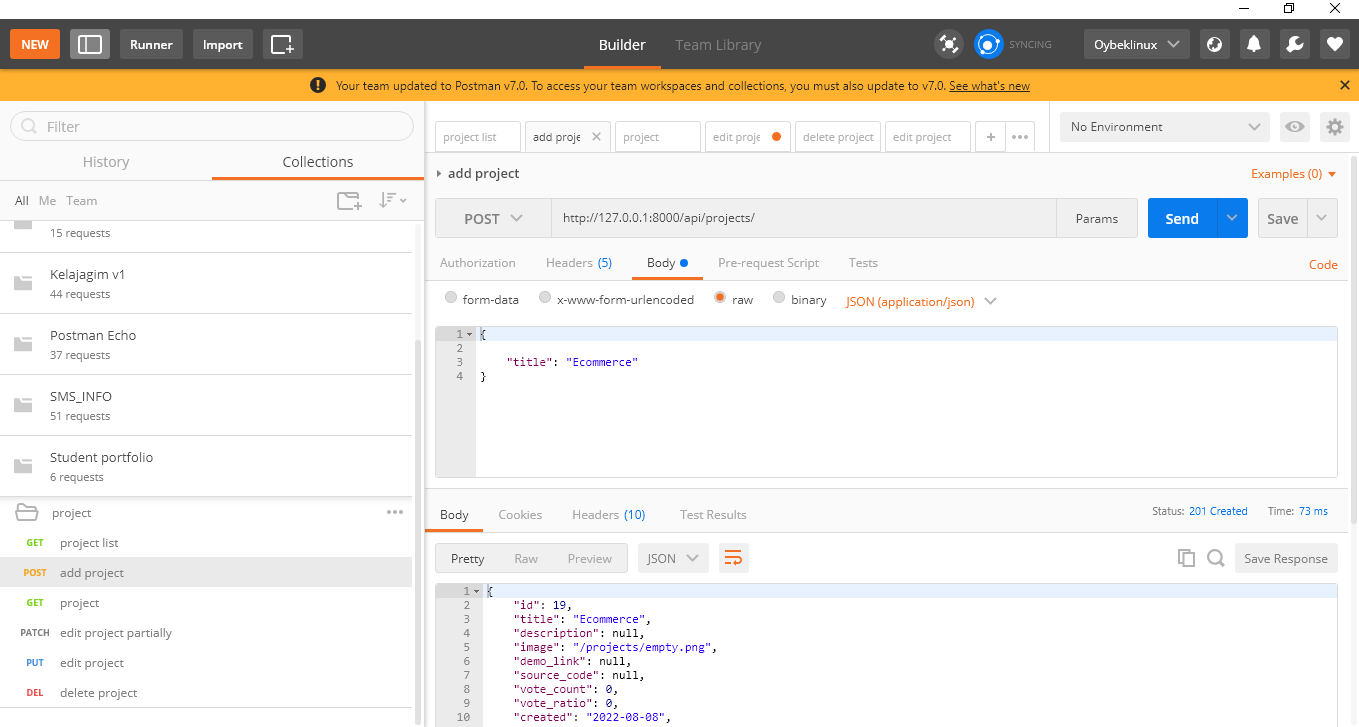 NEW Runner Import Builder Team Library SYNCING Oybeklinux
Your team updated to Postman v7.0. To access your team workspaces and collections, you must also update to v7.0. See what's new
Filter
History Collections
All Me Team
15 requests
Kelajagim v1
44 requests
Postman Echo
37 requests
SMS_INFO
51 requests
Student portfolio
6 requests
project
GET project list
POST add project
GET project
PATCH edit project partially
PUT edit project
DEL delete project
project list add proje project edit proje delete project edit project No Environment
add project Examples (0)
POST http://127.0.0.1:8000/api/projects/ Params Send Save
Authorization Headers (5) Body Pre-request Script Tests Code
form-data x-www-form-urlencoded raw binary JSON (application/json)
1 {
2
3 "title": "Ecommerce"
4 }
Body Cookies Headers (10) Test Results Status: 201 Created Time: 73 ms
Pretty Raw Preview JSON Save Response
1 {
2 "id": 19,
3 "title": "Ecommerce",
4 "description": null,
5 "image": "/projects/empty.png",
6 "demo_link": null,
7 "source_code": null,
8 "vote_count": 0,
9 "vote_ratio": 0,
10 "created": "2022-08-08",